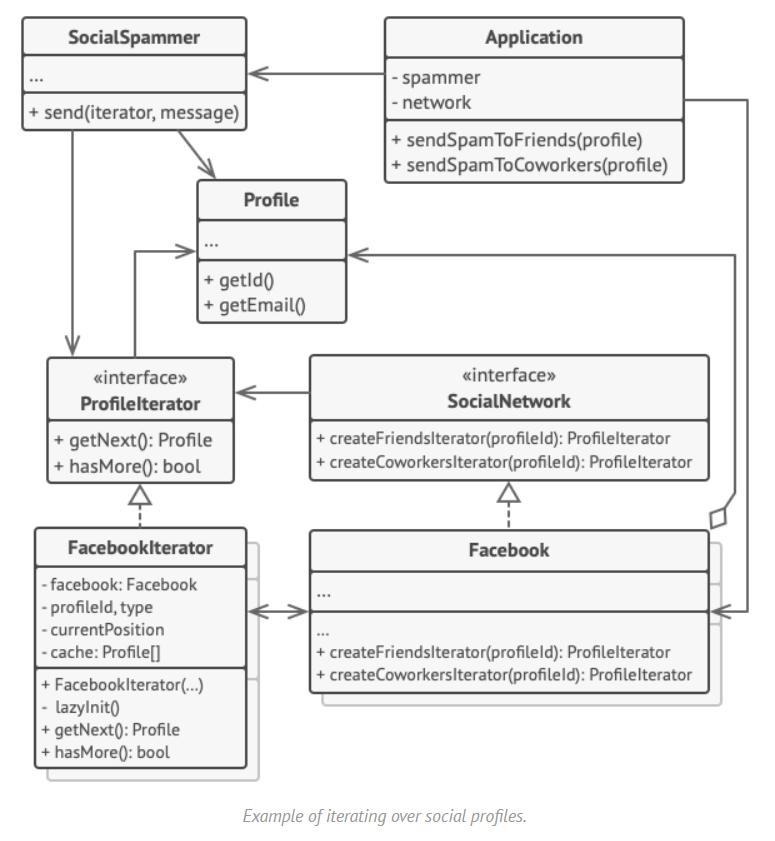 SocialSpammer
...
+ send(iterator, message)
Application
- spammer
- network
+ sendSpamToFriends(profile)
+ sendSpamToCoworkers(profile)
Profile
...
+ getId()
+ getEmail()
«interface»
ProfileIterator
+ getNext(): Profile
+ hasMore(): bool
«interface»
SocialNetwork
+ createFriendsIterator(profileId): ProfileIterator
+ createCoworkersIterator(profileId): ProfileIterator
FacebookIterator
- facebook: Facebook
- profileId, type
- currentPosition
- cache: Profile[]
+ FacebookIterator(...)
- lazyInit()
+ getNext(): Profile
+ hasMore(): bool
Facebook
...
...
+ createFriendsIterator(profileId): ProfileIterator
+ createCoworkersIterator(profileId): ProfileIterator
Example of iterating over social profiles.